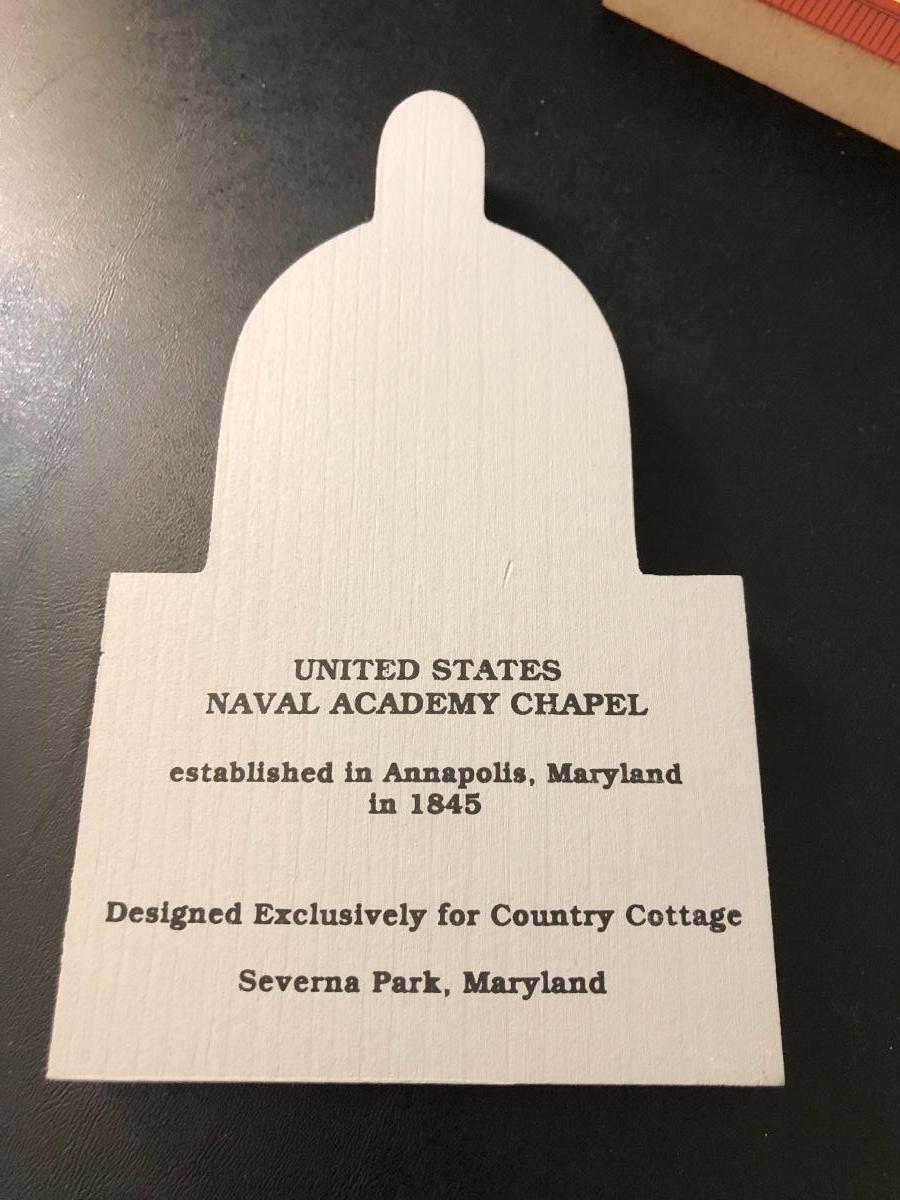 UNITED STATES
NAVAL ACADEMY CHAPEL
established in Annapolis, Maryland
in 1845
Designed Exclusively for Country Cottage
Severna Park, Maryland